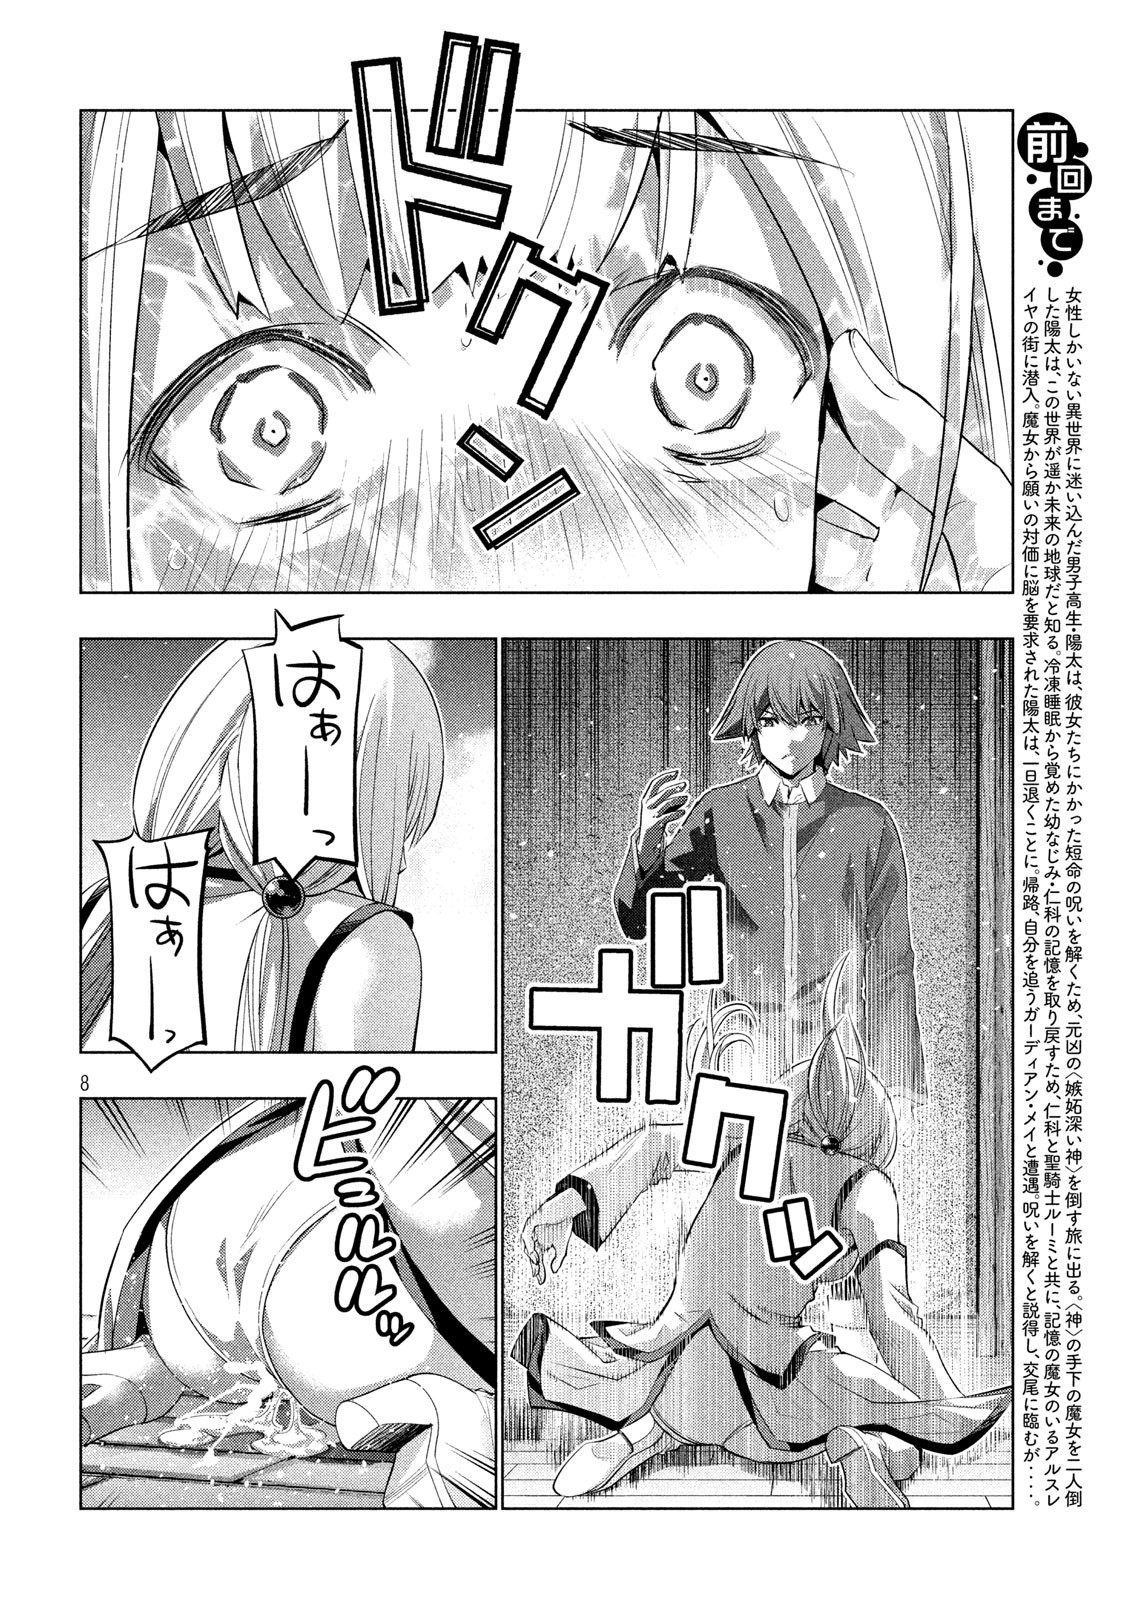 前回まで
女性しかいない異世界に迷い込んだ男子高生・陽太は、彼女たちにかかった短命の呪いを解くため、元凶の〈嫉妬深い神〉を倒す旅に出る。〈神〉の手下の魔女を二人倒
した陽太は、この世界が遥か未来の地球だと知る。冷凍睡眠から覚めた幼なじみ・仁科の記憶を取り戻すため、仁科と聖騎士ルーミと共に、記憶の魔女のいるアルスレ
イヤの街に潜入。魔女から願いの対価に脳を要求された陽太は、一旦退くことに。帰路、自分を追うガーディアン・メイと遭遇。呪いを解くと説得し、交尾に臨むが・・・・。
ドクン
ガクッ
はぁーっ
はぁーっ
ビュルルルッ
8